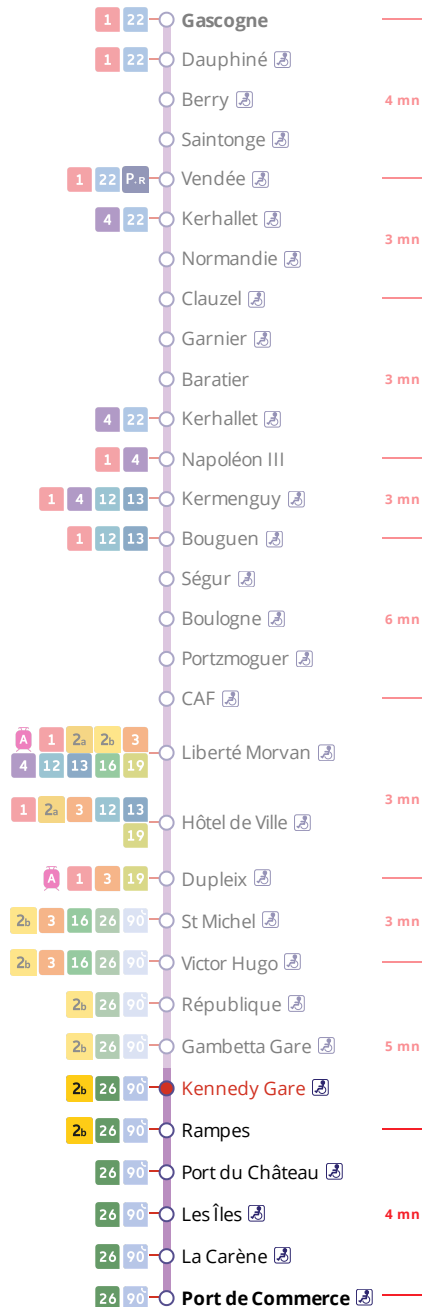 1 22 Gascogne
1 22 Dauphiné
Berry 4 mn
Saintonge
1 22 P+R Vendée
4 22 Kerhallet
3 mn
Normandie
Clauzel
Garnier
Baratier 3 mn
4 22 Kerhallet
1 4 Napoléon III
1 4 12 13 Kermenguy 3 mn
1 12 13 Bouguen
Ségur
Boulogne 6 mn
Portzmoguer
CAF
A 1 2a 2b 3
Liberté Morvan
4 12 13 16 19
3 mn
1 2a 3 12 13
Hôtel de Ville
19
A 1 3 19 Dupleix
2b 3 16 26 90 St Michel 3 mn
2b 3 16 26 90 Victor Hugo
2b 26 90 République
2b 26 90 Gambetta Gare 5 mn
2b 26 90 Kennedy Gare
2b 26 90 Rampes
26 90 Port du Château
26 90 Les Îles 4 mn
26 90 La Carène
26 90 Port de Commerce